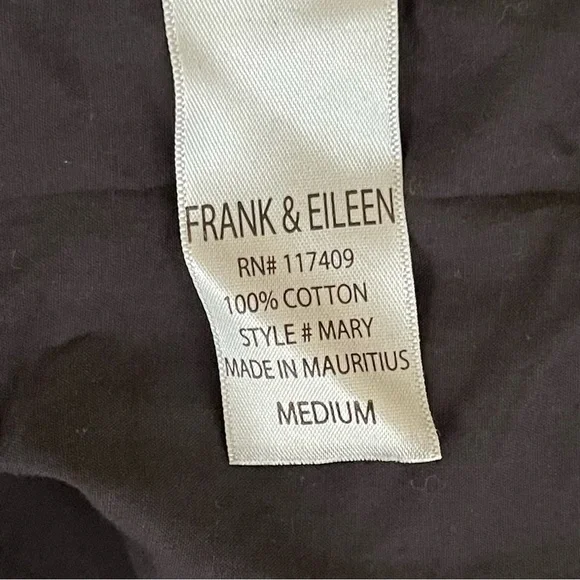 FRANK & EILEEN
RN# 117409
100% COTTON
STYLE # MARY
MADE IN MAURITIUS
MEDIUM